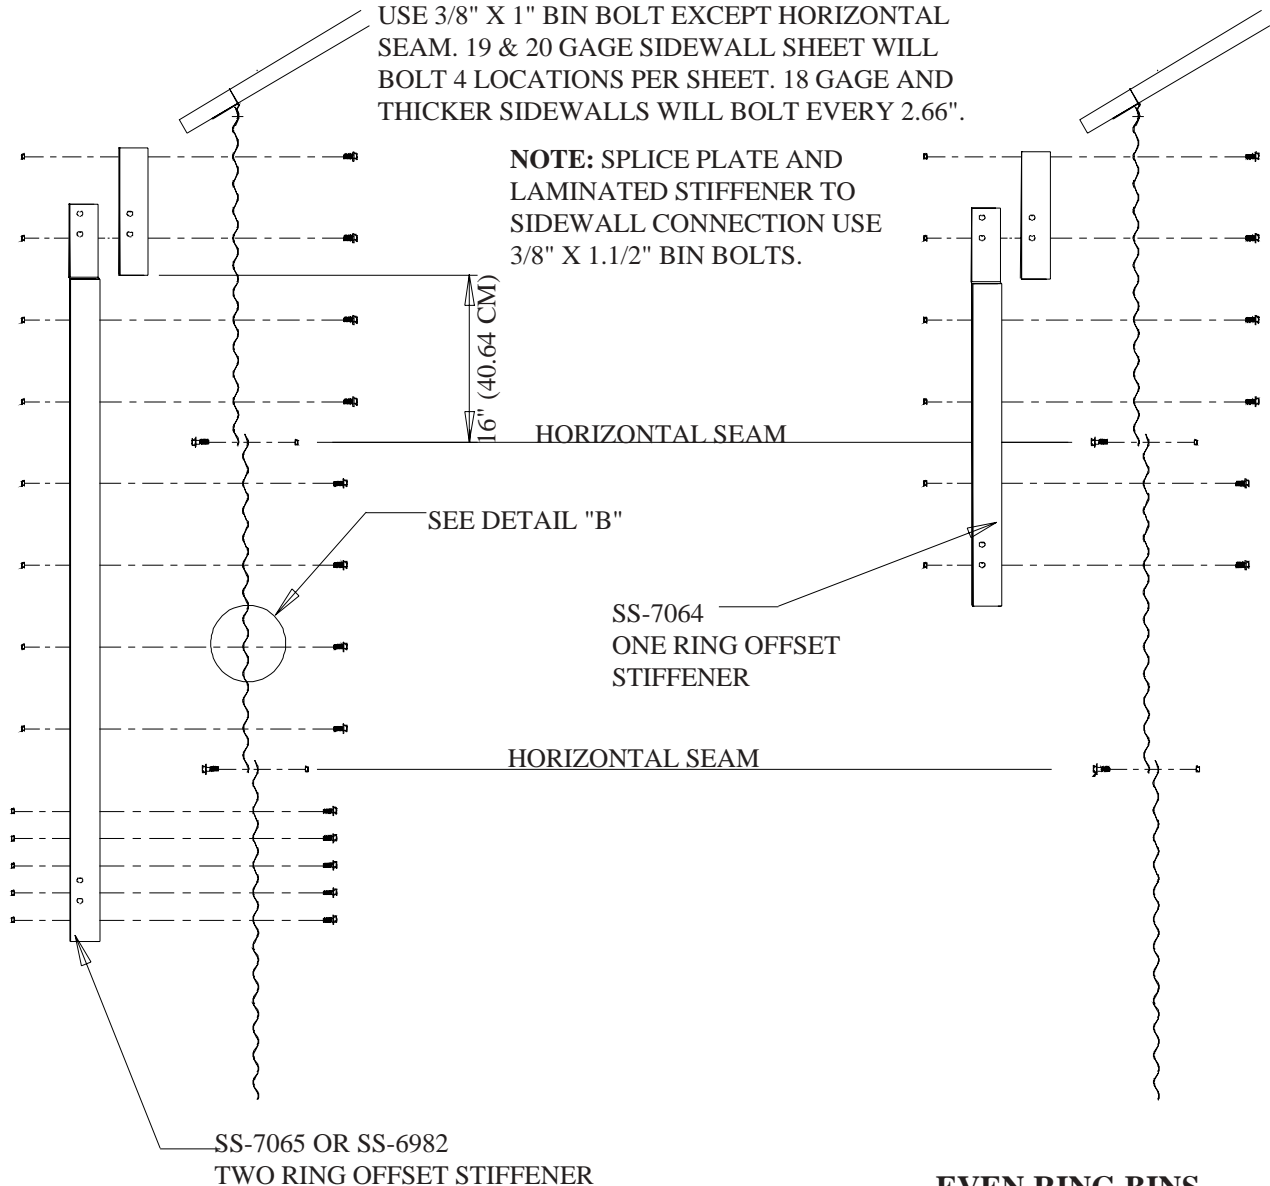 USE 3/8" X 1" BIN BOLT EXCEPT HORIZONTAL
SEAM. 19 & 20 GAGE SIDEWALL SHEET WILL
BOLT 4 LOCATIONS PER SHEET. 18 GAGE AND
THICKER SIDEWALLS WILL BOLT EVERY 2.66".
NOTE: SPLICE PLATE AND
LAMINATED STIFFENER TO
SIDEWALL CONNECTION USE
3/8" X 1.1/2" BIN BOLTS.
16" (40.64 CM)
HORIZONTAL SEAM
SEE DETAIL "B"
SS-7064
ONE RING OFFSET
STIFFENER
HORIZONTAL SEAM
SS-7065 OR SS-6982
TWO RING OFFSET STIFFENER
EVEN RING BINS